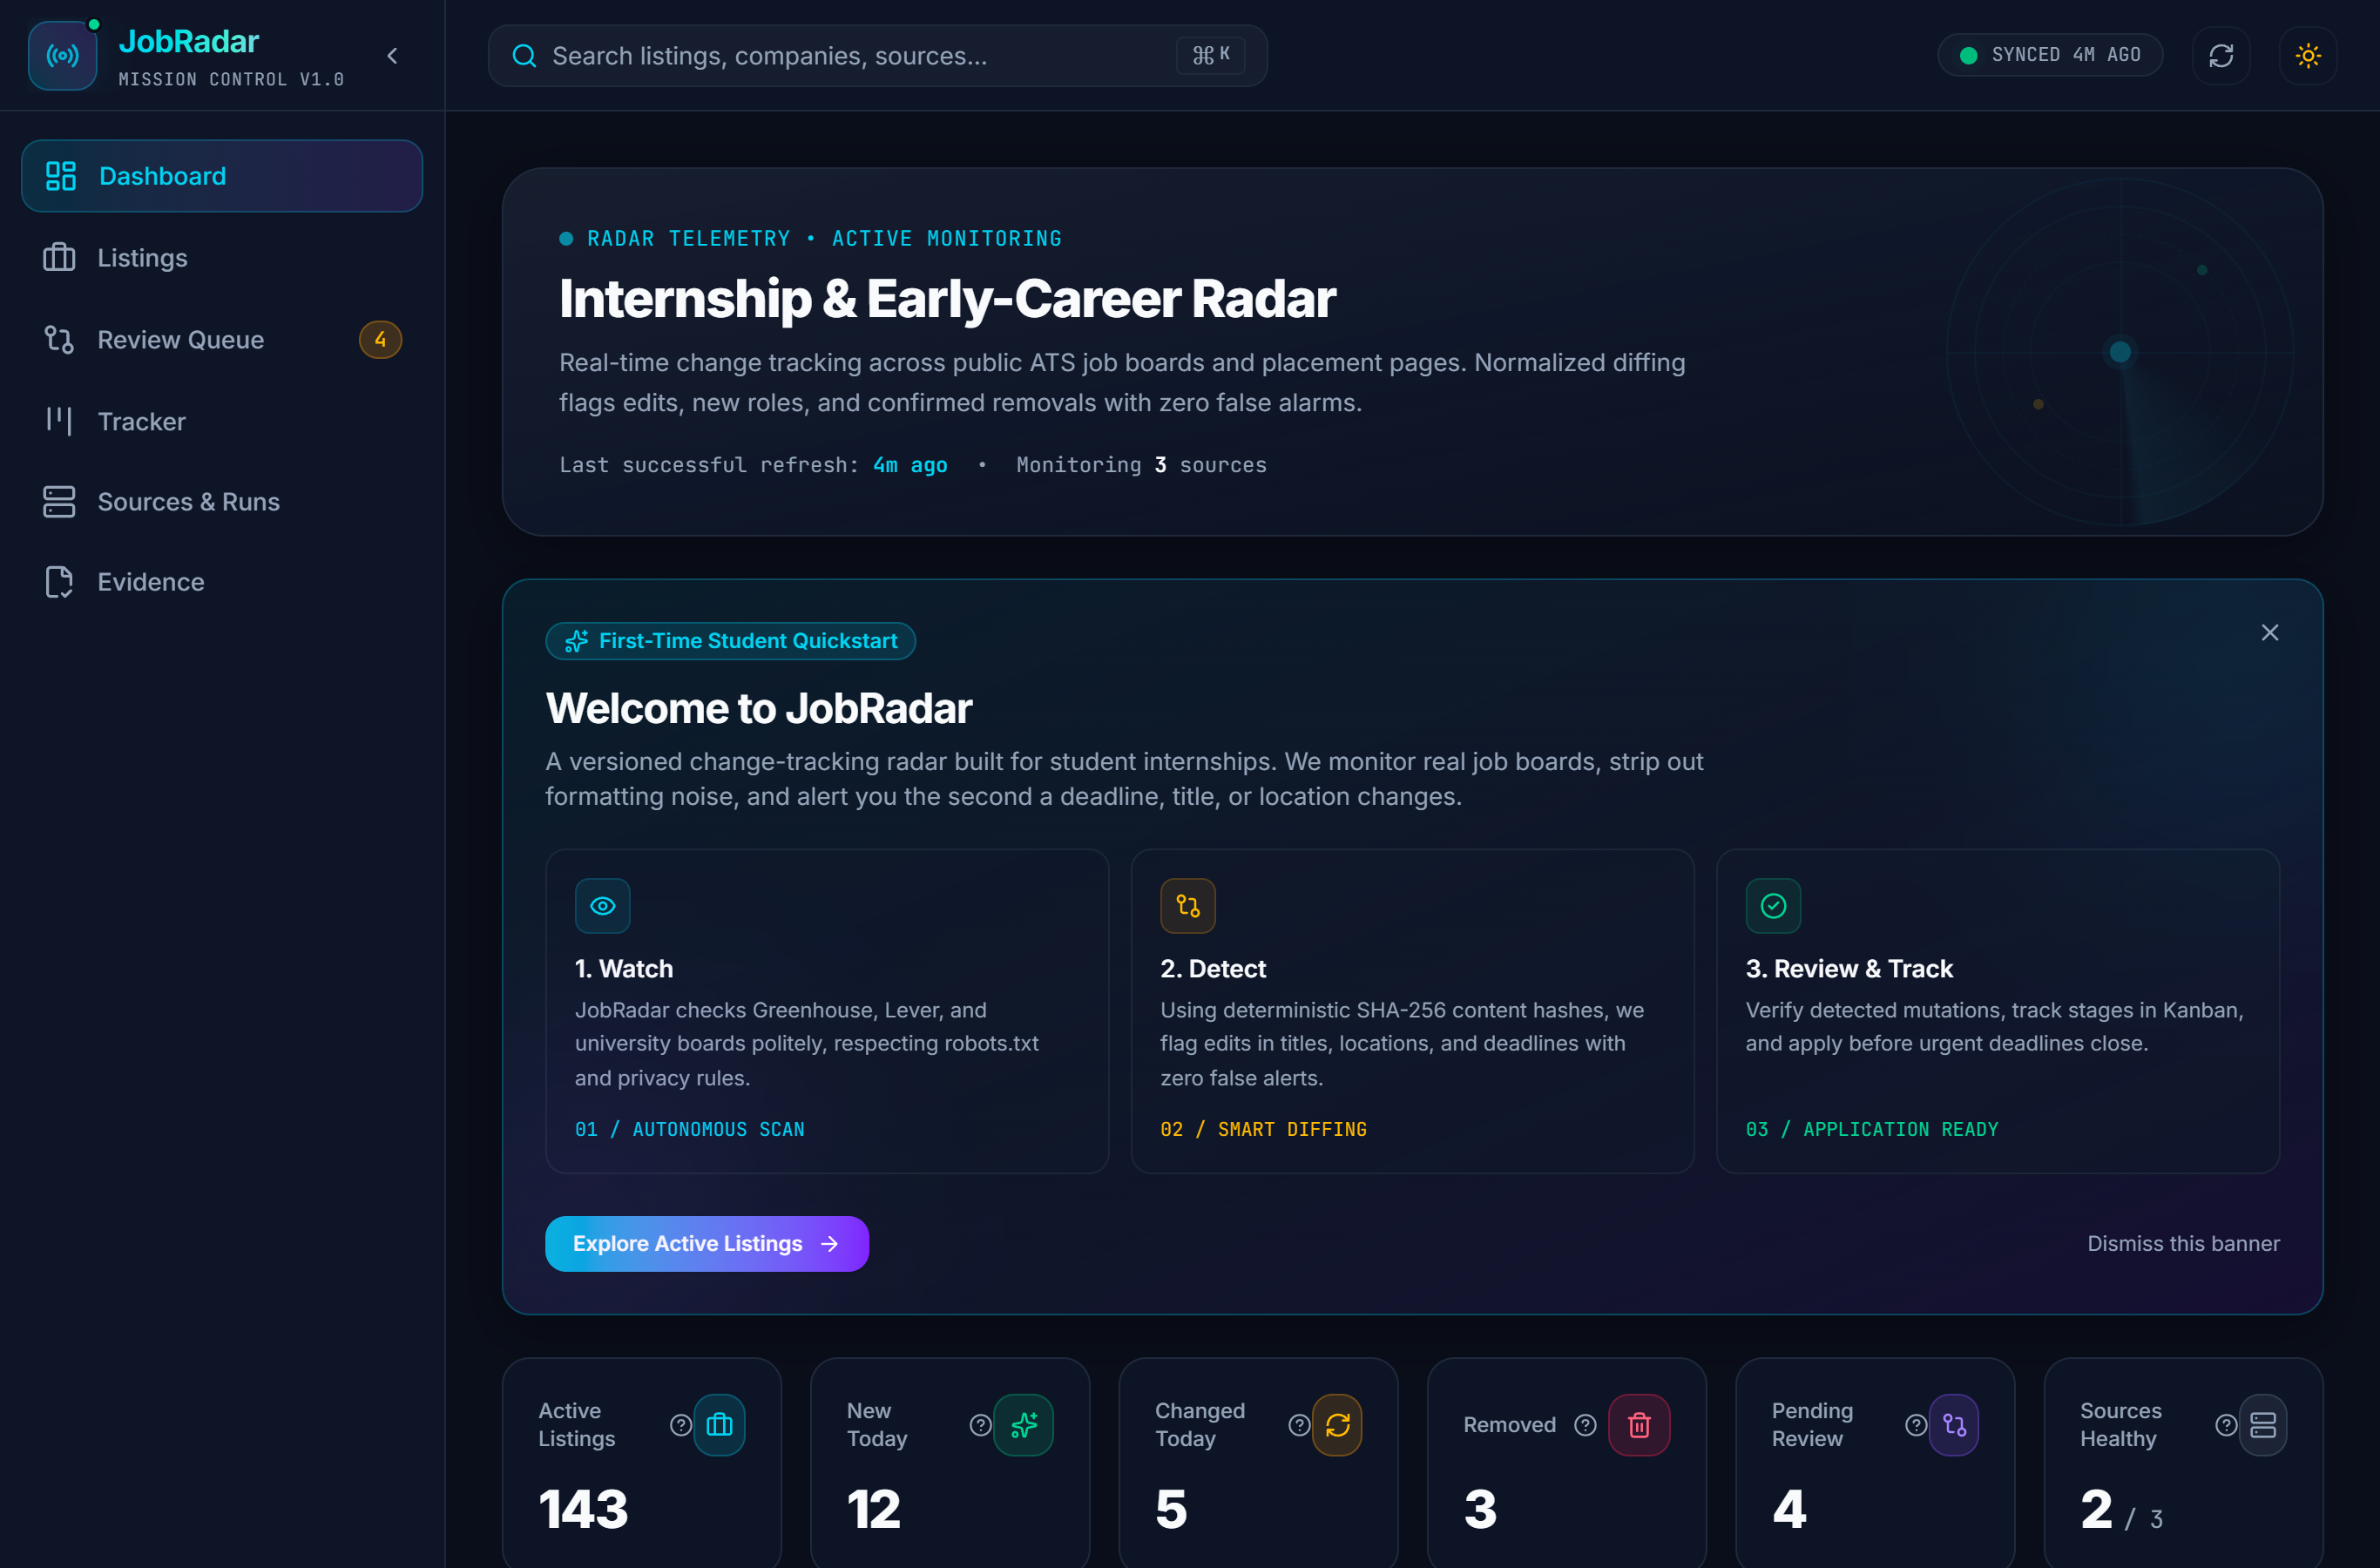 JobRadar
MISSION CONTROL V1.0
Search listings, companies, sources...
⌘ K
SYNCED 4M AGO
Dashboard
Listings
Review Queue
4
Tracker
Sources & Runs
Evidence
RADAR TELEMETRY • ACTIVE MONITORING
Internship & Early-Career Radar
Real-time change tracking across public ATS job boards and placement pages. Normalized diffing
flags edits, new roles, and confirmed removals with zero false alarms.
Last successful refresh: 4m ago • Monitoring 3 sources
First-Time Student Quickstart
Welcome to JobRadar
A versioned change-tracking radar built for student internships. We monitor real job boards, strip out
formatting noise, and alert you the second a deadline, title, or location changes.
1. Watch
JobRadar checks Greenhouse, Lever, and
university boards politely, respecting robots.txt
and privacy rules.
01 / AUTONOMOUS SCAN
2. Detect
Using deterministic SHA-256 content hashes, we
flag edits in titles, locations, and deadlines with
zero false alerts.
02 / SMART DIFFING
3. Review & Track
Verify detected mutations, track stages in Kanban,
and apply before urgent deadlines close.
03 / APPLICATION READY
Explore Active Listings →
Dismiss this banner
Active
Listings
143
New
Today
12
Changed
Today
5
Removed
3
Pending
Review
4
Sources
Healthy
2 / 3